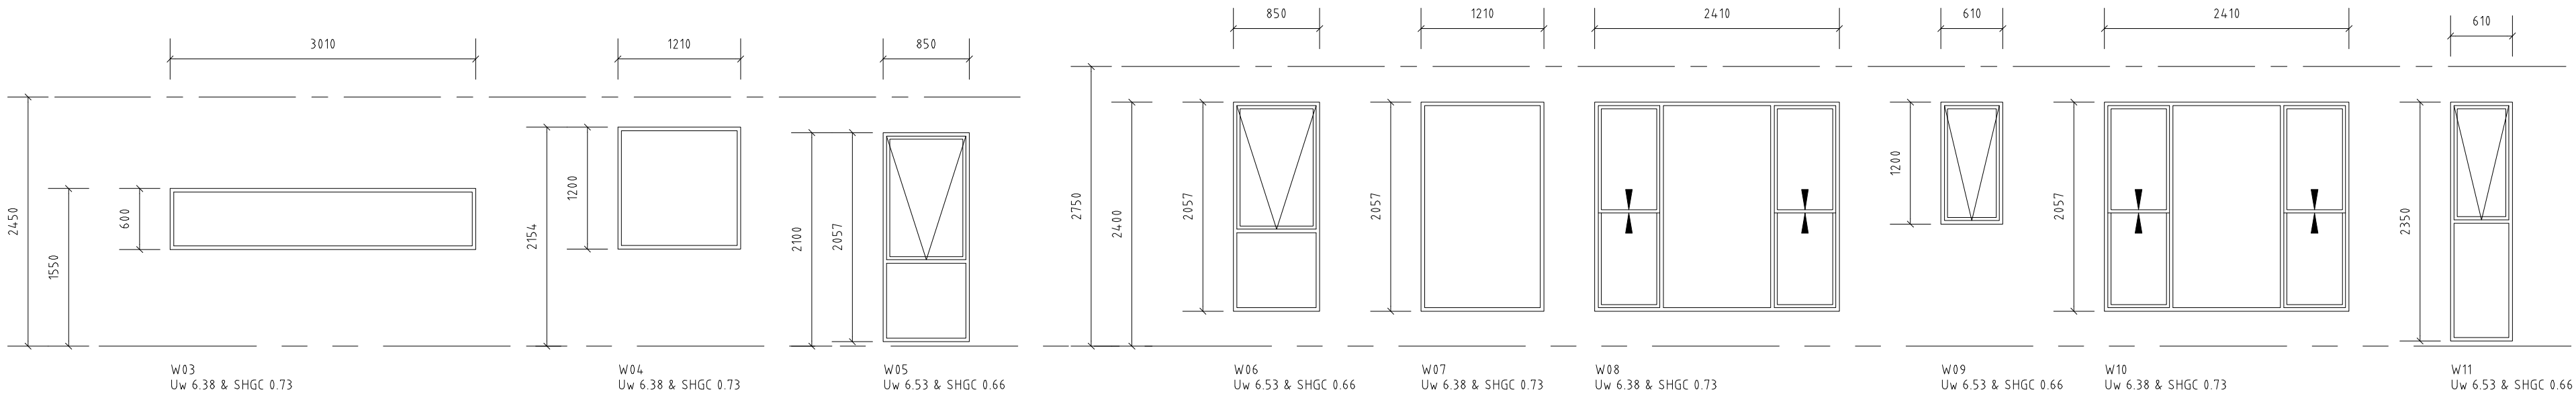 3010
1210
850
850
1210
2410
610
2410
610
2450
1550
600
2154
1200
2100
2057
2750
2400
2057
2057
1200
2057
2350
W03
Uw 6.38 & SHGC 0.73
W04
Uw 6.38 & SHGC 0.73
W05
Uw 6.53 & SHGC 0.66
W06
Uw 6.53 & SHGC 0.66
W07
Uw 6.38 & SHGC 0.73
W08
Uw 6.38 & SHGC 0.73
W09
Uw 6.53 & SHGC 0.66
W10
Uw 6.38 & SHGC 0.73
W11
Uw 6.53 & SHGC 0.66